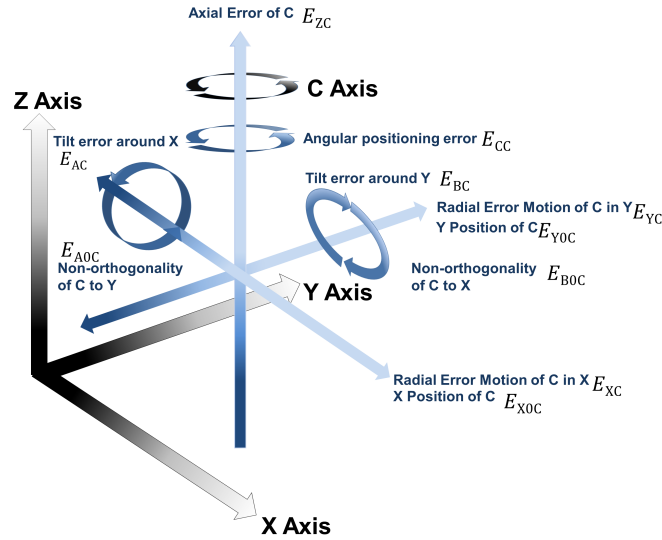 Axial Error of C E_ZC
Z Axis
C Axis
Tilt error around X
E_AC
Angular positioning error E_CC
Tilt error around Y E_BC
Radial Error Motion of C in Y E_YC
Y Position of C E_Y0C
E_A0C
Non-orthogonality
of C to Y
Non-orthogonality
of C to X
E_B0C
Y Axis
Radial Error Motion of C in X E_XC
X Position of C E_X0C
X Axis